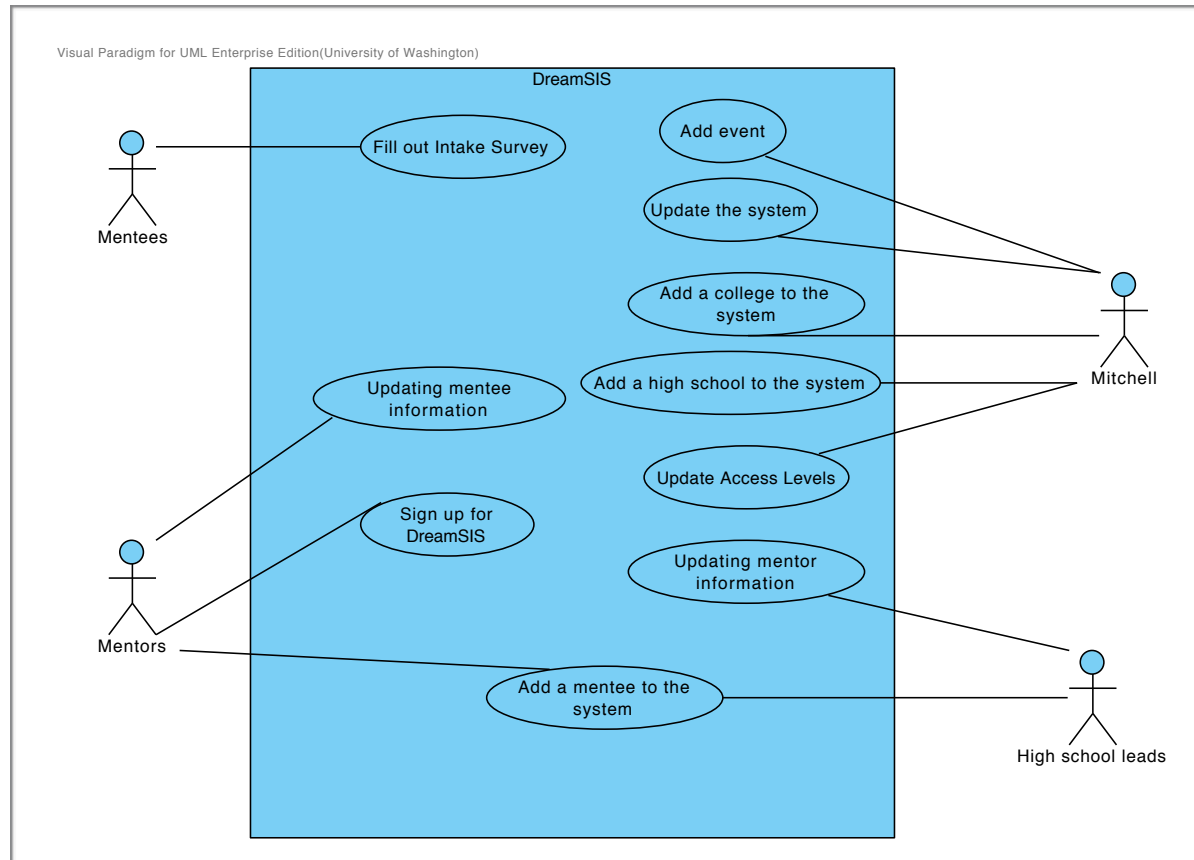 Visual Paradigm for UML Enterprise Edition(University of Washington)
DreamSIS
Add event
Fill out Intake Survey
Update the system
Mentees
Add a college to the
system
Mitchell
Add a high school to the system
Updating mentee
information
Update Access Levels
Sign up for
DreamSIS
Updating mentor
information
Mentors
Add a mentee to the
system
High school leads